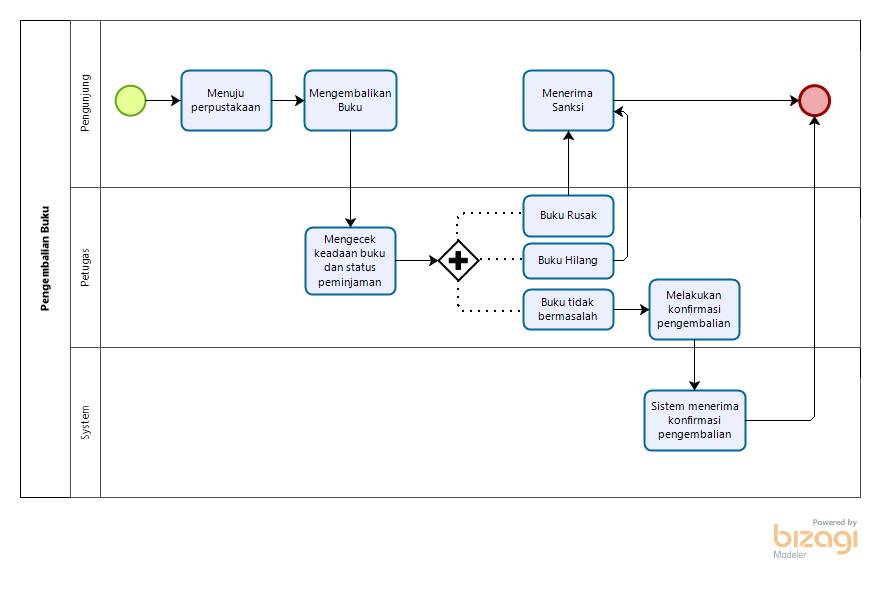 Pengembalian Buku
Pengunjung
Menuju
perpustakaan
Mengembalikan
Buku
Menerima
Sanksi
Petugas
Mengecek
keadaan buku
dan status
peminjaman
Buku Rusak
Buku Hilang
Buku tidak
bermasalah
Melakukan
konfirmasi
pengembalian
System
Sistem menerima
konfirmasi
pengembalian
Powered by
bizagi
Modeler